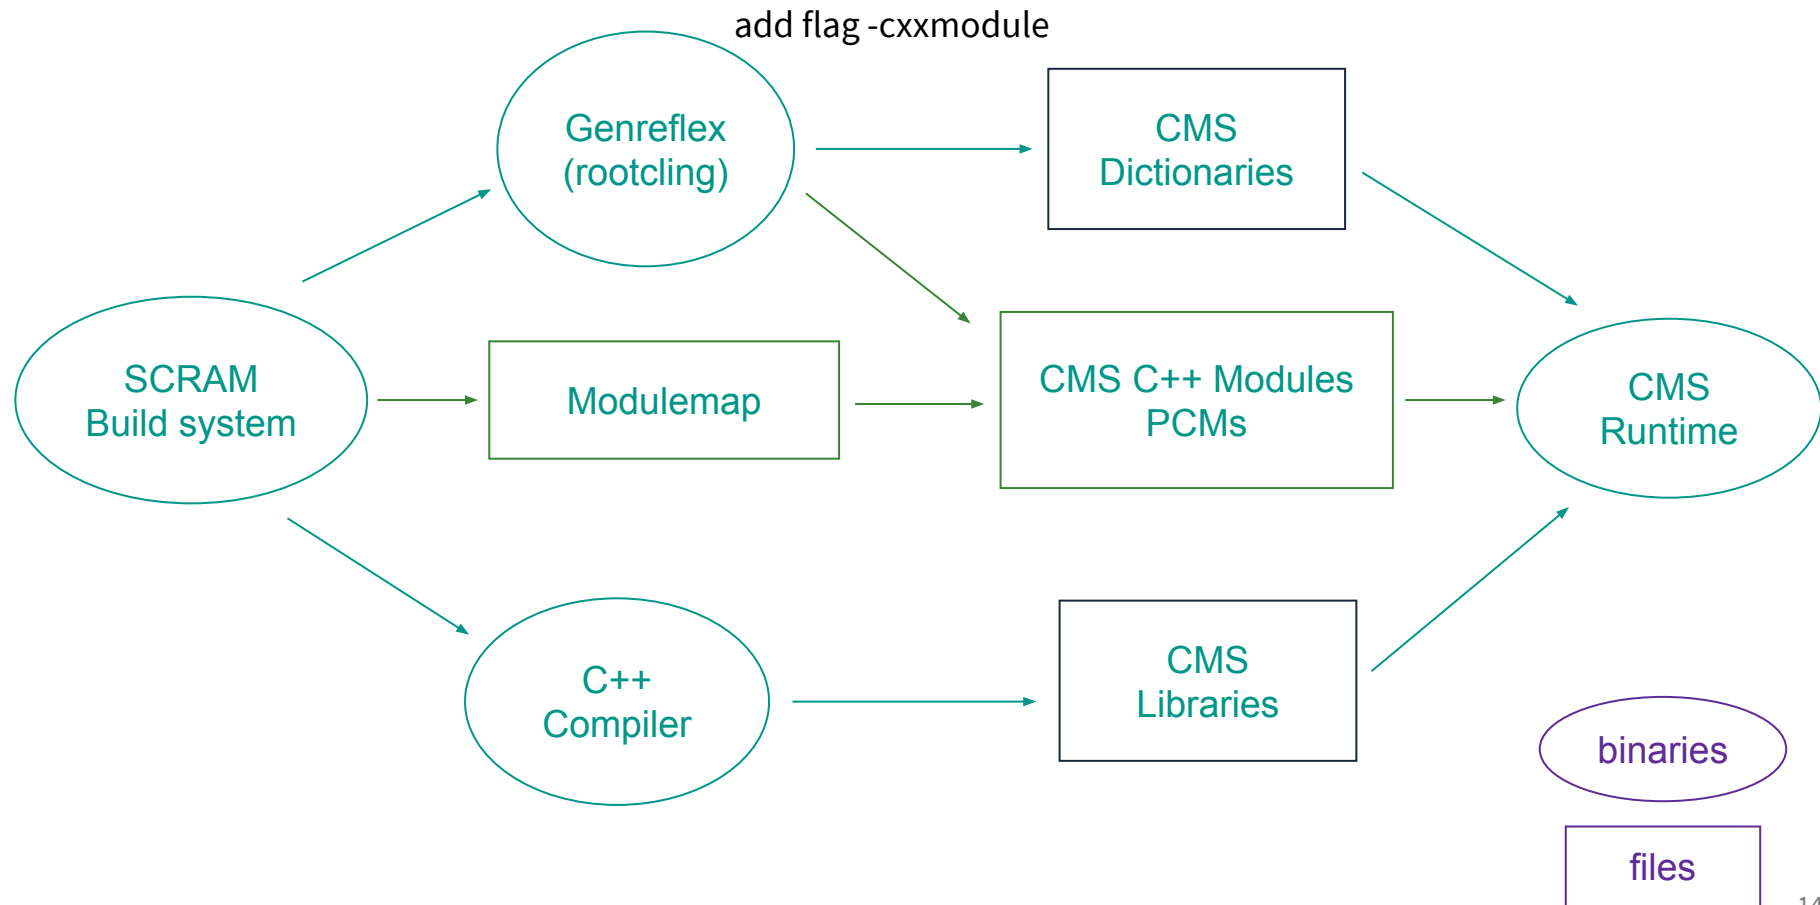 add flag -cxxmodule
Genreflex
(rootcling)
CMS
Dictionaries
SCRAM
Build system
Modulemap
CMS C++ Modules
PCMs
CMS
Runtime
C++
Compiler
CMS
Libraries
binaries
files